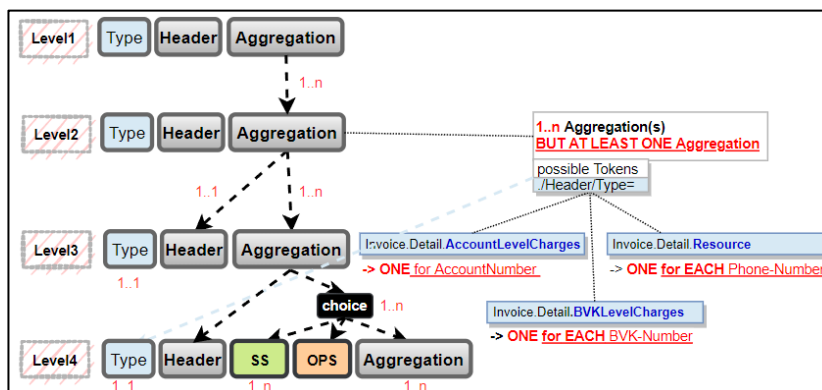 Level1 Type Header Aggregation
1..n
Level2 Type Header Aggregation
1..n Aggregation(s)
BUT AT LEAST ONE Aggregation
possible Tokens
./Header/Type=
1..1 1..n
Level3 Type Header Aggregation
1..1
Invoice.Detail.AccountLevelCharges
-> ONE for AccountNumber
Invoice.Detail.Resource
-> ONE for EACH Phone-Number
choice 1..n
Invoice.Detail.BVKLevelCharges
-> ONE for EACH BVK-Number
Level4 Type Header SS OPS Aggregation
1..1 1..n 1..n